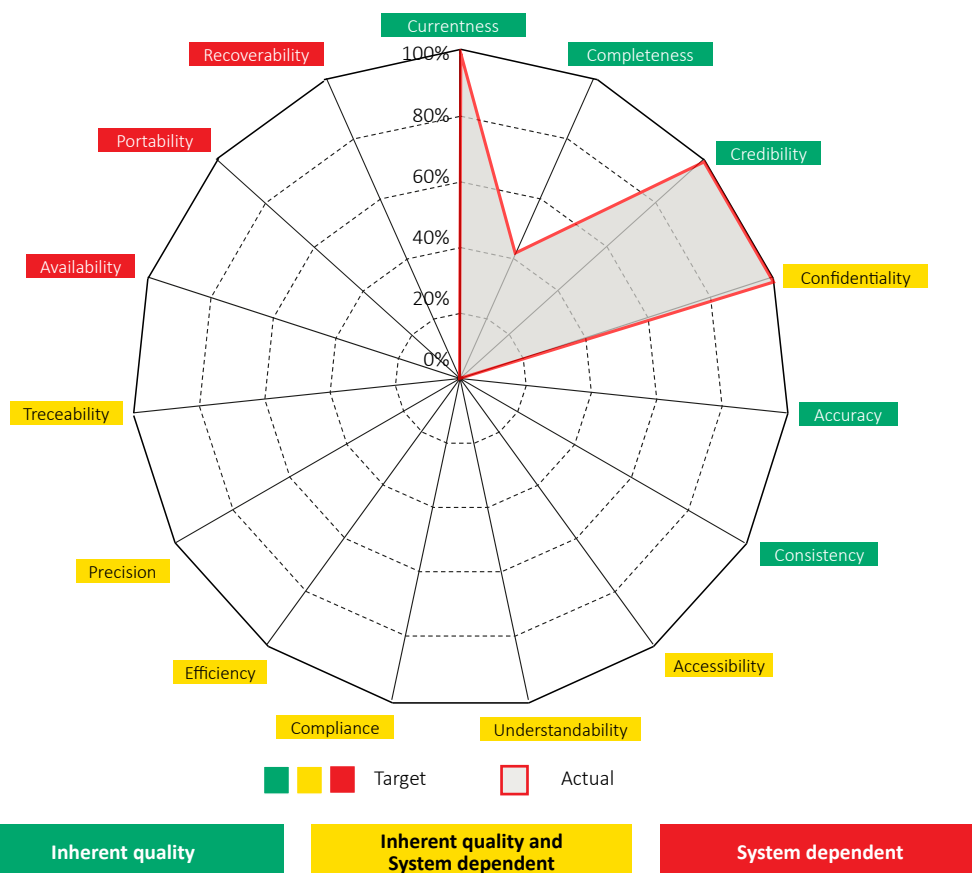 Currentness
Recoverability
100%
Completeness
Portability
80%
Credibility
60%
Availability
40%
Confidentiality
20%
0%
Treceability
Accuracy
Precision
Consistency
Efficiency
Accessibility
Compliance
Understandability
Target
Actual
Inherent quality
Inherent quality and
System dependent
System dependent